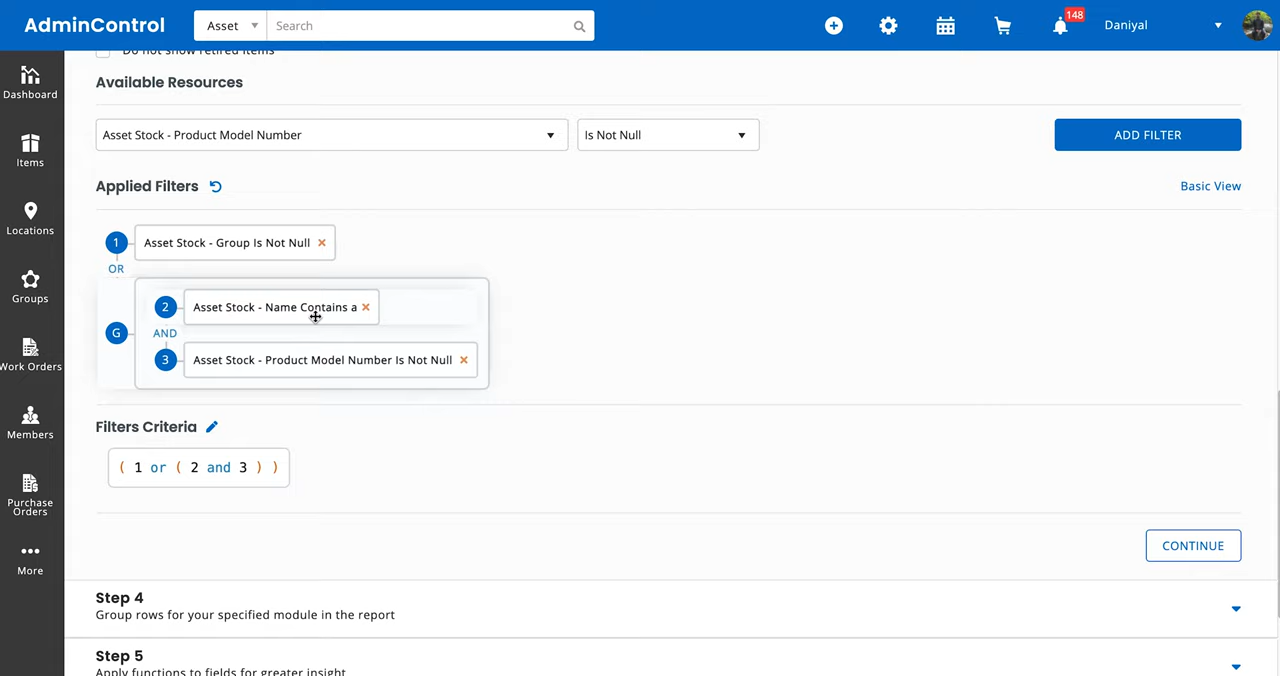 AdminControl
Asset
Search
148
Daniyal
Do not show retired items
Dashboard
Items
Locations
Groups
Work Orders
Members
Purchase
Orders
More
Available Resources
Asset Stock - Product Model Number
Is Not Null
ADD FILTER
Applied Filters
Basic View
1
Asset Stock - Group Is Not Null
OR
G
2
Asset Stock - Name Contains a
AND
3
Asset Stock - Product Model Number Is Not Null
Filters Criteria
( 1 or ( 2 and 3 ) )
CONTINUE
Step 4
Group rows for your specified module in the report
Step 5
Apply functions to fields for greater insight